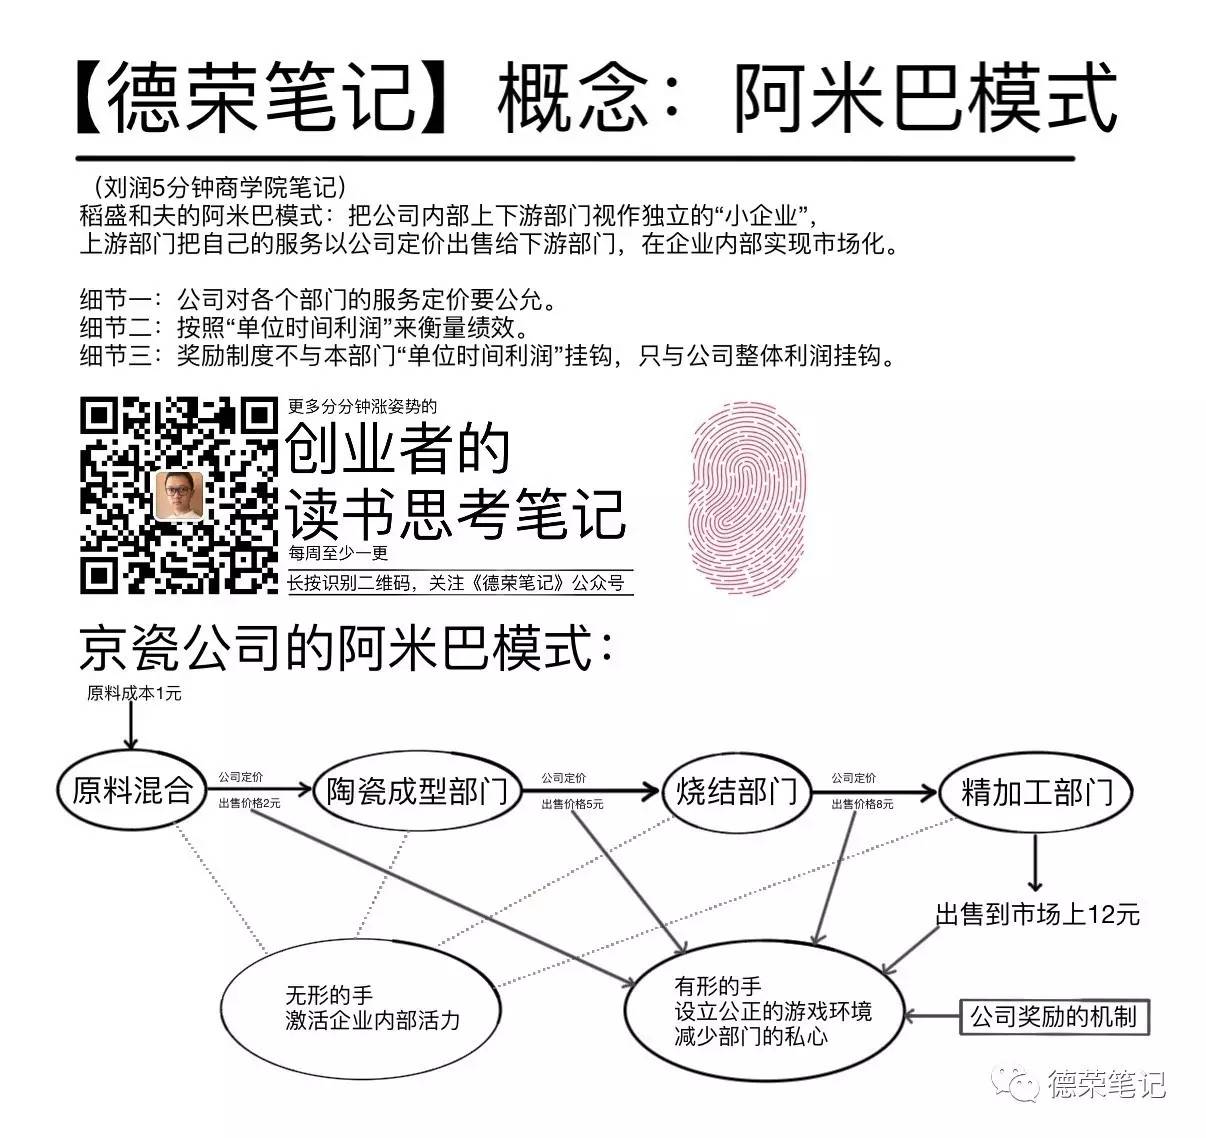 【德荣笔记】概念：阿米巴模式
（刘润5分钟商学院笔记）
稻盛和夫的阿米巴模式：把公司内部上下游部门视作独立的“小企业”，
上游部门把自己的服务以公司定价出售给下游部门，在企业内部实现市场化。
细节一：公司对各个部门的服务定价要公允。
细节二：按照“单位时间利润”来衡量绩效。
细节三：奖励制度不与本部门“单位时间利润”挂钩，只与公司整体利润挂钩。
更多分分钟涨姿势的
创业者的
读书思考笔记
每周至少一更
长按识别二维码，关注《德荣笔记》公众号
京瓷公司的阿米巴模式：
原料成本1元
原料混合
公司定价
出售价格2元
陶瓷成型部门
公司定价
出售价格5元
烧结部门
公司定价
出售价格8元
精加工部门
出售到市场上12元
无形的手
激活企业内部活力
有形的手
设立公正的游戏环境
减少部门的私心
公司奖励的机制
德荣笔记